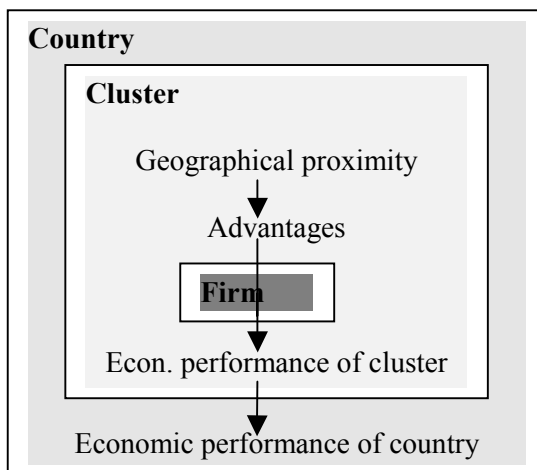 Country
Cluster
Geographical proximity
Advantages
Firm
Econ. performance of cluster
Economic performance of country